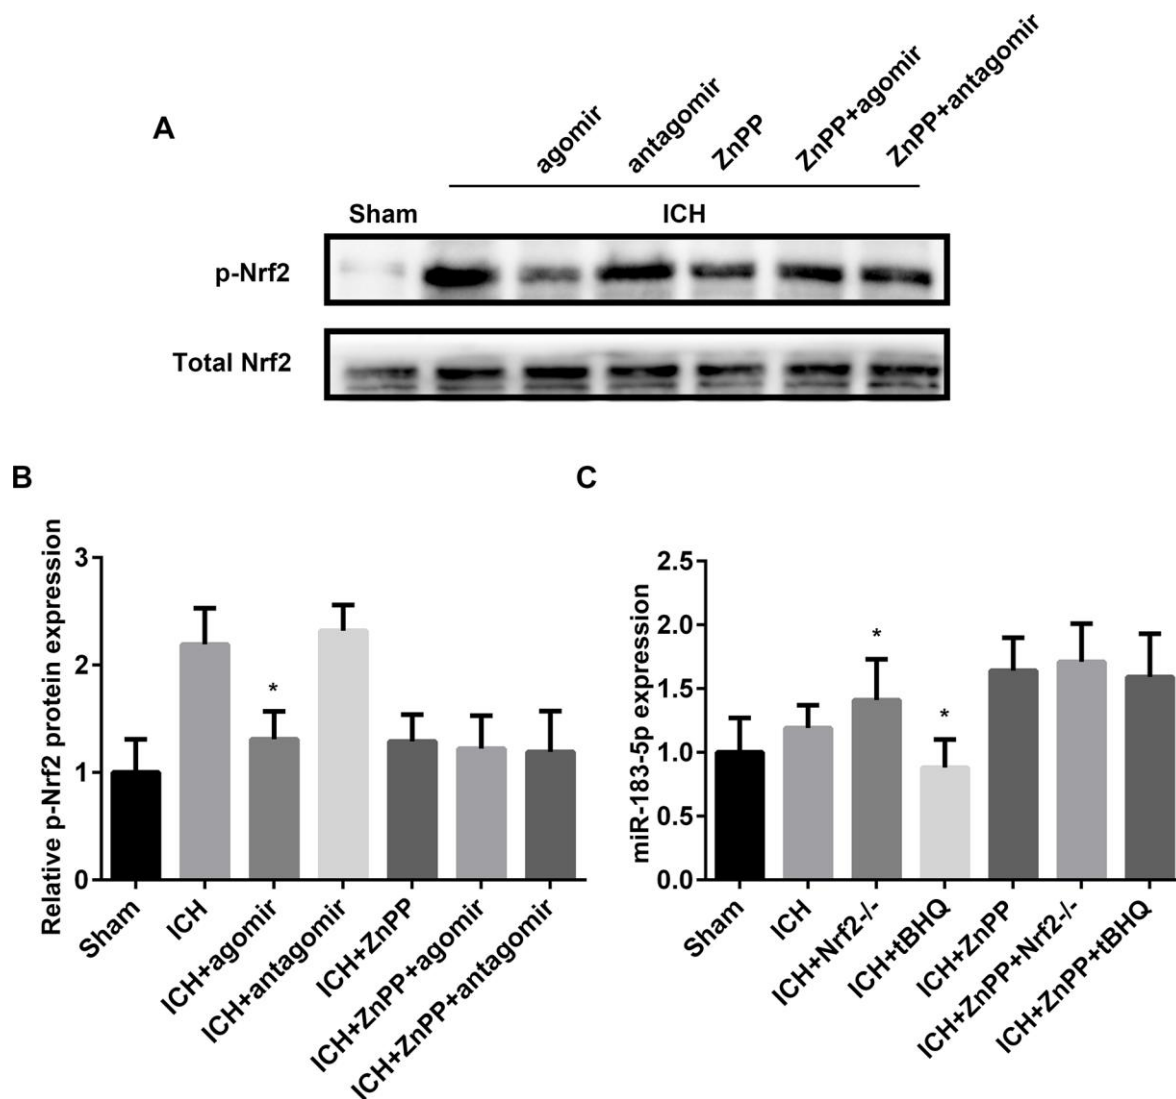 A
agomir
antagomir
ZnPP
ZnPP+agomir
ZnPP+antagomir
Sham
ICH
p-Nrf2
Total Nrf2
B
Relative p-Nrf2 protein expression
3
2
1
0
*
Sham
ICH
ICH+agomir
ICH+antagomir
ICH+ZnPP
ICH+ZnPP+agomir
ICH+ZnPP+antagomir
C
miR-183-5p expression
2.5
2.0
1.5
1.0
0.5
0.0
*
*
Sham
ICH
ICH+Nrf2-/-
ICH+tBHQ
ICH+ZnPP
ICH+ZnPP+Nrf2-/-
ICH+ZnPP+tBHQ